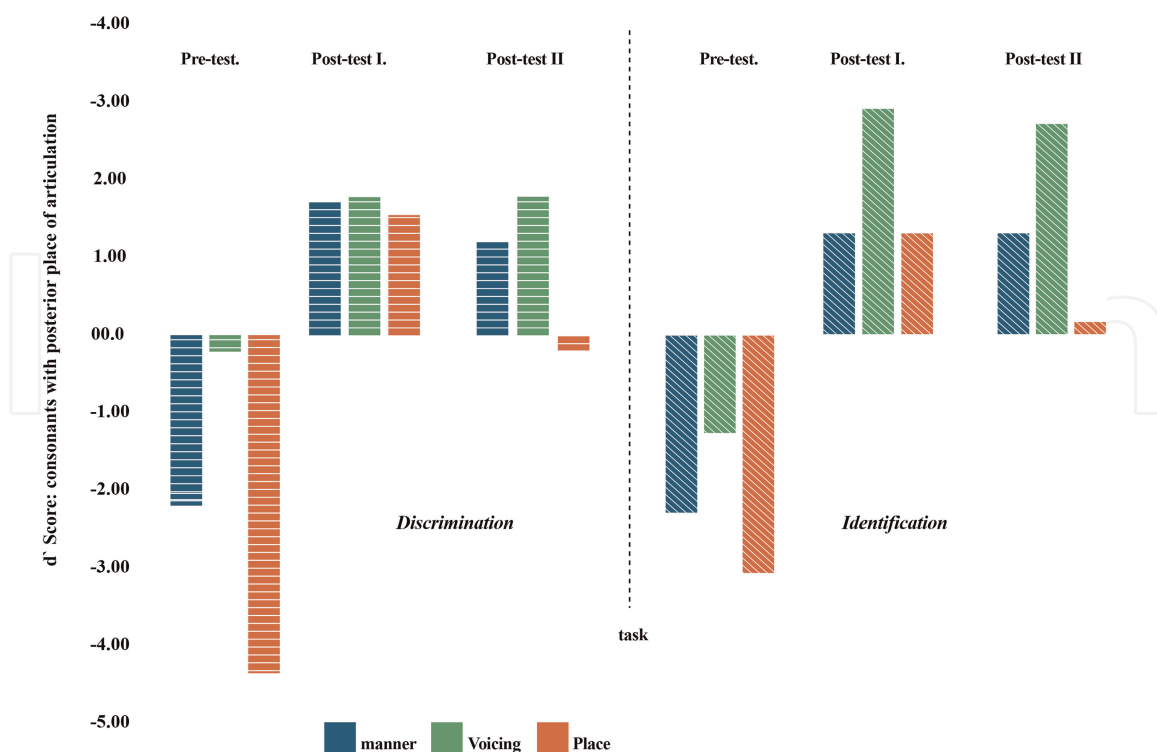 -4.00
Pre-test. Post-test I. Post-test II Pre-test. Post-test I. Post-test II
-3.00
2.00
1.00
00.0
-1.00
-2.00
-3.00
-4.00
-5.00
d` Score: consonants with posterior place of articulation
Discrimination Identification
task
manner Voicing Place